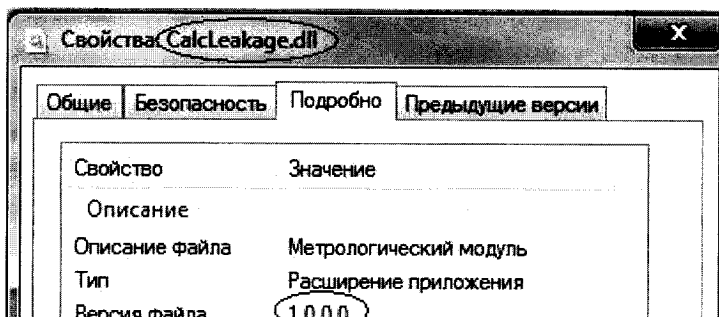 Свойства: CalcLeakage.dll
X
Общие Безопасность Подробно Предыдущие версии
Свойство Значение
Описание
Описание файла Метрологический модуль
Тип Расширение приложения
Версия файла 1.0.0.0